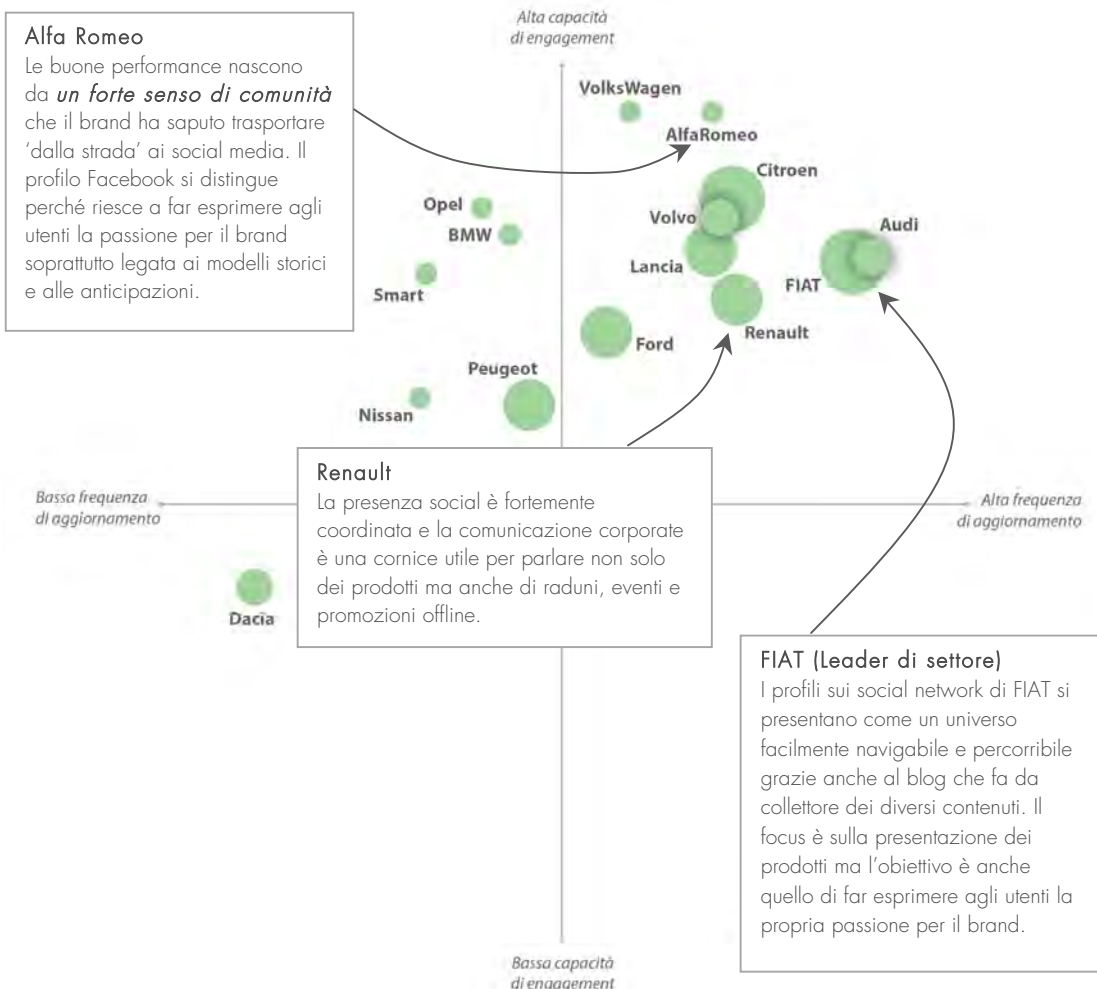 Alta capacità
di engagement
Alfa Romeo
Le buone performance nascono
da un forte senso di comunità
che il brand ha saputo trasportare
‘dalla strada’ ai social media. Il
profilo Facebook si distingue
perché riesce a far esprimere agli
utenti la passione per il brand
soprattutto legata ai modelli storici
e alle anticipazioni.
VolksWagen
AlfaRomeo
Citroen
Opel
Volvo
Audi
BMW
Lancia
Smart
FIAT
Renault
Ford
Peugeot
Nissan
Bassa frequenza
di aggiornamento
Alta frequenza
di aggiornamento
Renault
La presenza social è fortemente
coordinata e la comunicazione corporate
è una cornice utile per parlare non solo
dei prodotti ma anche di raduni, eventi e
promozioni offline.
Dacia
FIAT (Leader di settore)
I profili sui social network di FIAT si
presentano come un universo
facilmente navigabile e percorribile
grazie anche al blog che fa da
collettore dei diversi contenuti. Il
focus è sulla presentazione dei
prodotti ma l’obiettivo è anche
quello di far esprimere agli utenti la
propria passione per il brand.
Bassa capacità
di engagement